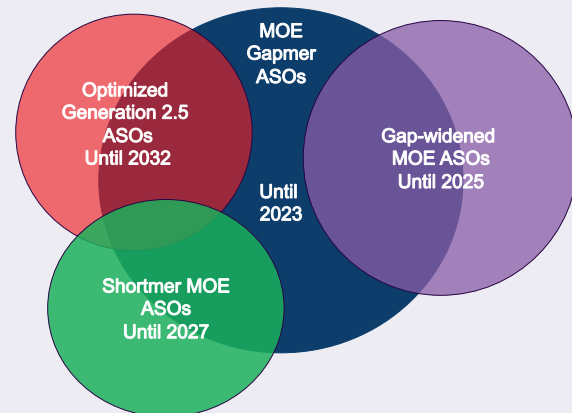 MOE
Gapmer
ASOs
Until
2023
Optimized
Generation 2.5
ASOs
Until 2032
Gap-widened
MOE ASOs
Until 2025
Shortmer MOE
ASOs
Until 2027